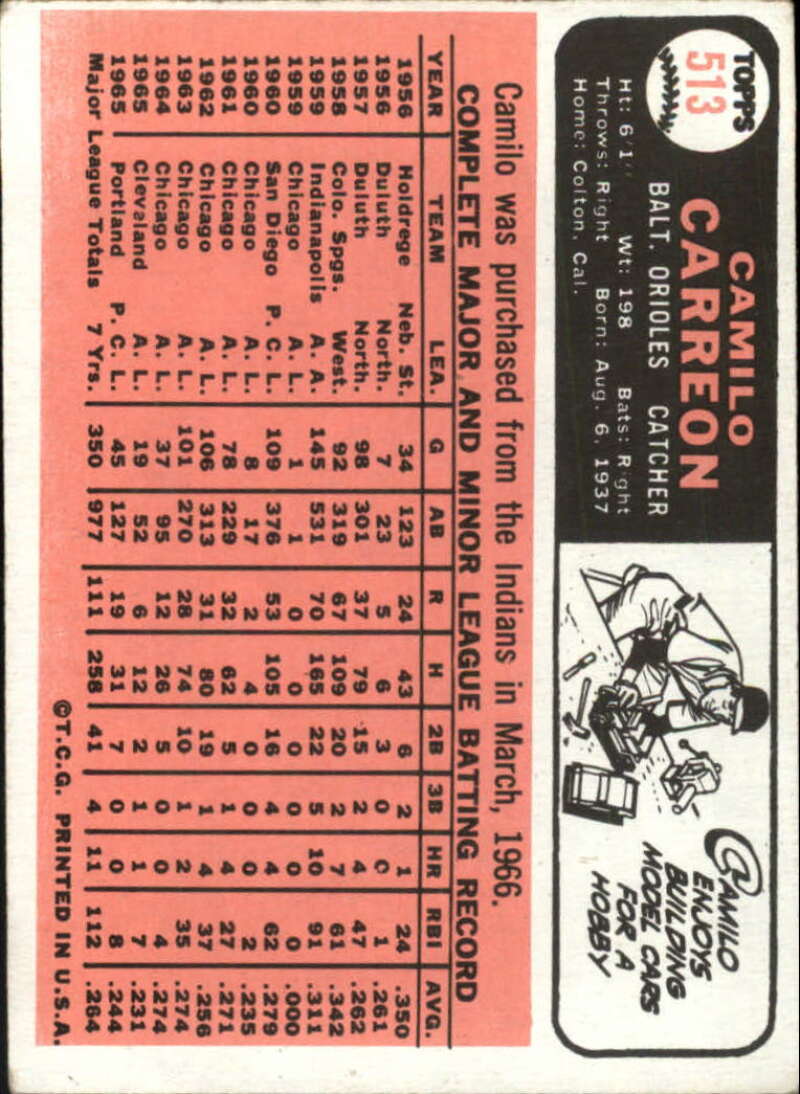 TOPPS
513
CAMILO
CARREON
BALT. ORIOLES CATCHER
Ht: 6'1" Wt: 198 Bats: Right
Throws: Right Born: Aug. 6, 1937
Home: Colton, Cal.
CAMILO
ENJOYS
BUILDING
MODEL CARS
FOR A
HOBBY
Camilo was purchased from the Indians in March, 1966.
COMPLETE MAJOR AND MINOR LEAGUE BATTING RECORD
YEAR TEAM LEA. G AB R H 2B 3B HR RBI AVG.
1956 Holdrege Neb. St. 34 123 24 43 6 2 1 24 .350
1956 Duluth North. 7 23 5 6 3 0 0 1 .261
1957 Duluth North. 98 301 37 79 15 2 4 47 .262
1958 Colo. Spgs. West. 92 319 67 109 20 2 7 61 .342
1959 Indianapolis A. A. 145 531 70 165 22 5 10 91 .311
1959 Chicago A. L. 1 1 0 0 0 0 0 0 .000
1960 San Diego P. C. L. 109 376 53 105 16 4 4 62 .279
1960 Chicago A. L. 8 17 2 4 0 0 0 2 .235
1961 Chicago A. L. 78 229 32 62 5 1 4 27 .271
1962 Chicago A. L. 106 313 31 80 19 1 4 37 .256
1963 Chicago A. L. 101 270 28 74 10 1 2 35 .274
1964 Chicago A. L. 37 95 12 26 5 0 0 4 .274
1965 Cleveland A. L. 19 52 6 12 2 1 1 7 .231
1965 Portland P. C. L. 45 127 19 31 7 0 0 8 .244
Major League Totals 7 Yrs. 350 977 111 258 41 4 11 112 .264
©T.C.G. PRINTED IN U.S.A.